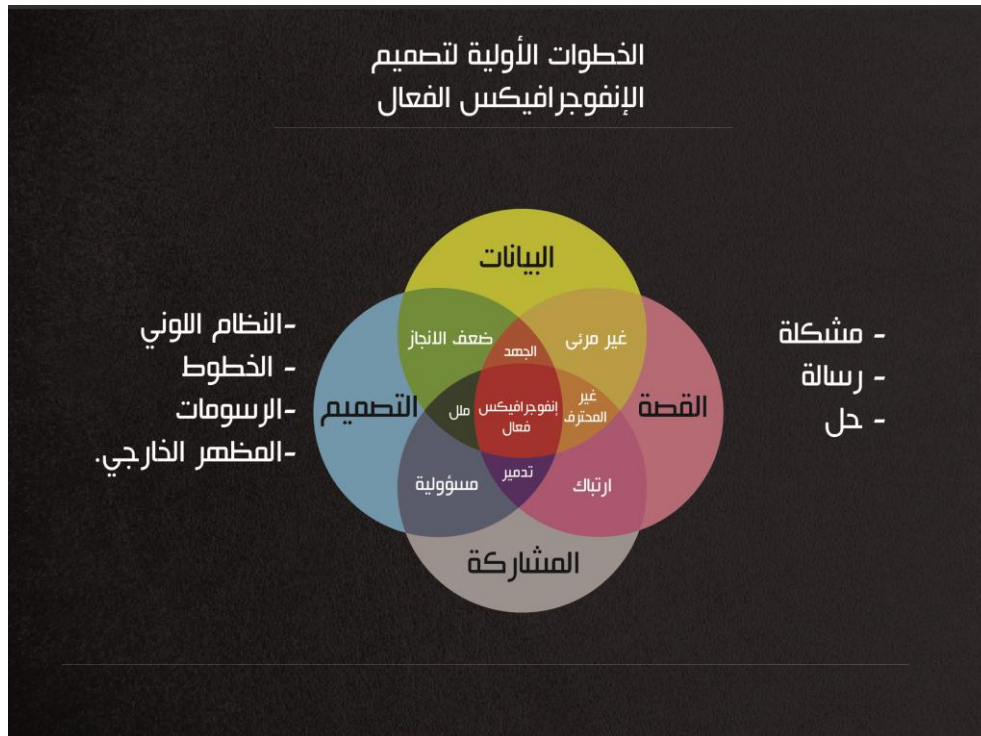 الخطوات الأولية لتصميم
الإنفوجرافيكس الفعال
البيانات
غير مرئى
الجهد
ضعف الانجاز
- مشكلة
- رسالة
- حل
القصة
غير
المحترف
إنفوجرافيكس
فعال
ملل
التصميم
-النظام اللوني
- الخطوط
-الرسومات
-المظهر الخارجي.
ارتباك
تدمير
مسؤولية
المشاركة